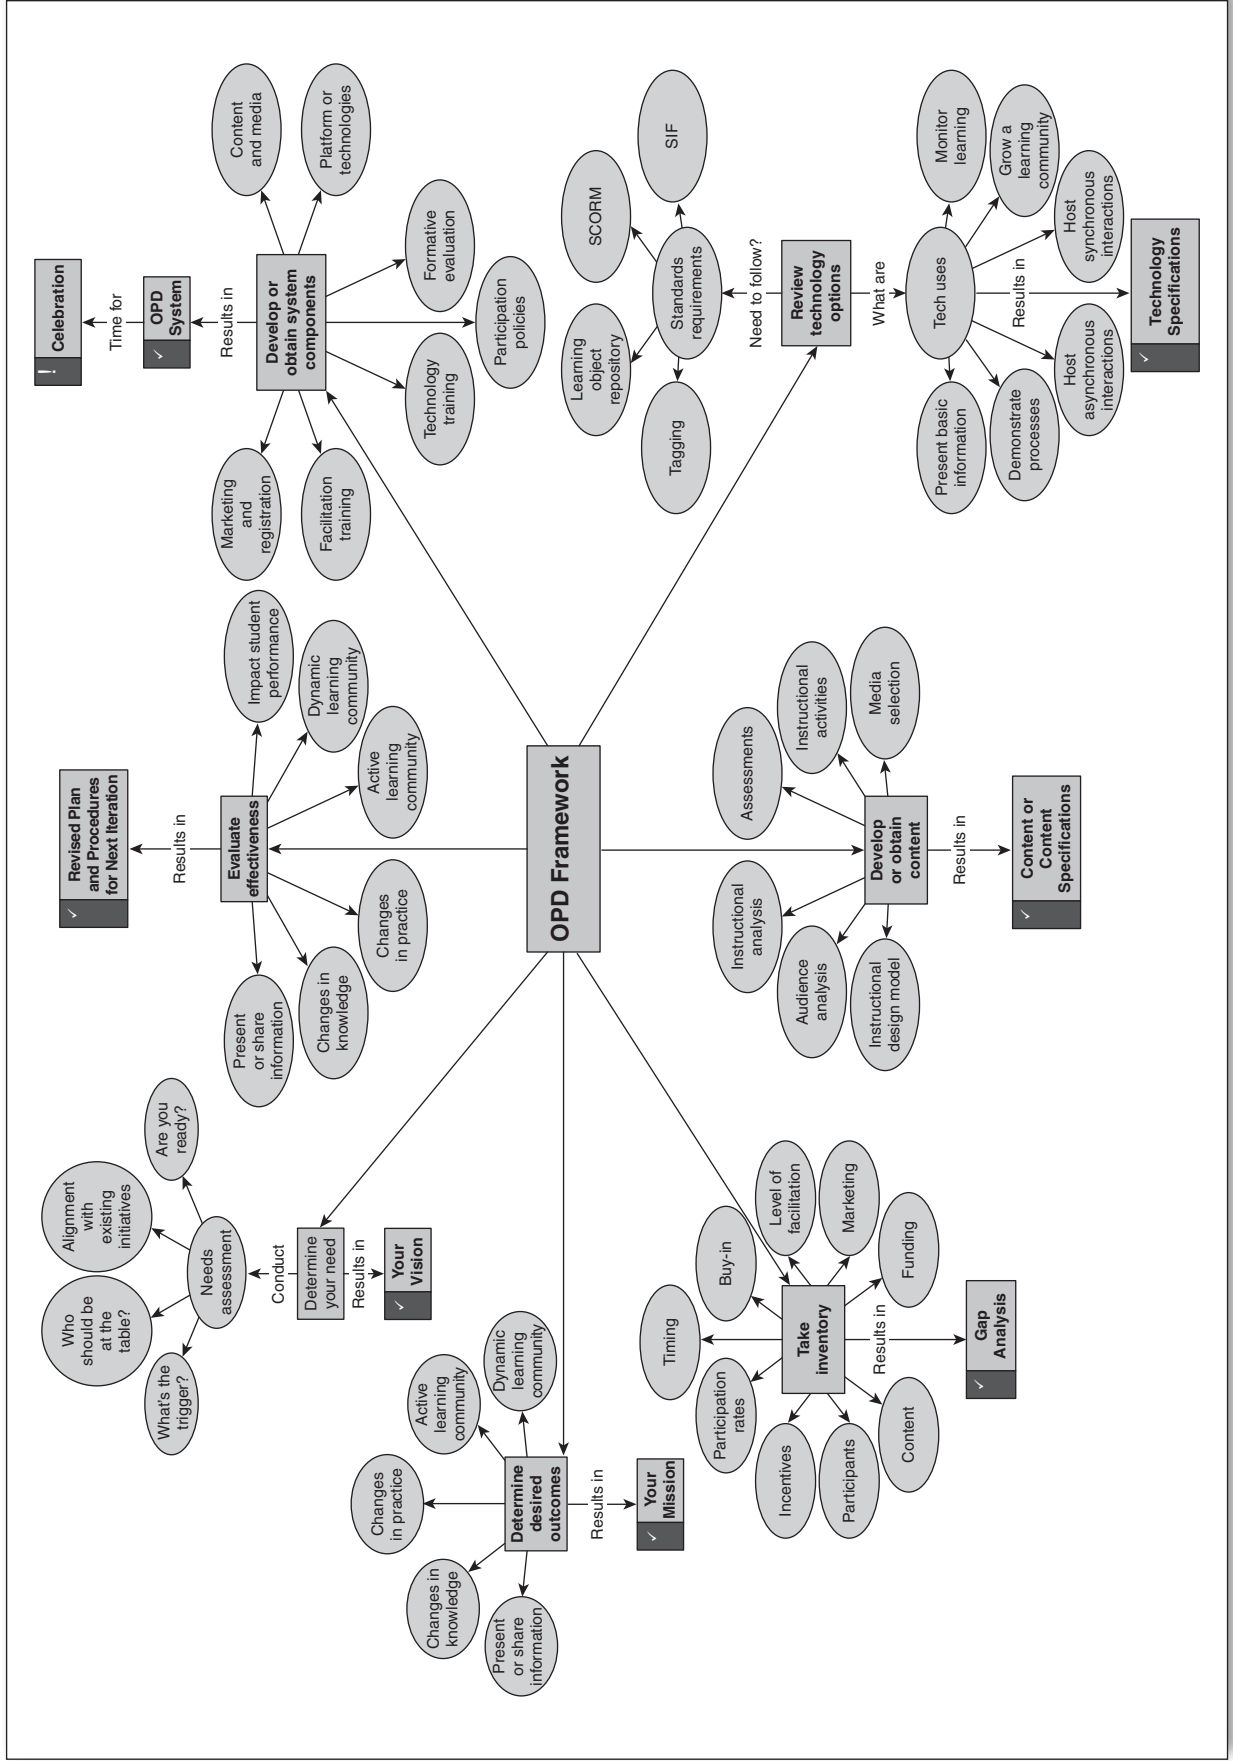 What's the
trigger?
Who
should be
at the
table?
Alignment
with
existing
initiatives
Are you
ready?
Needs
assessment
Conduct
Determine
your need
Results in
✓
Your
Vision
Revised Plan
and Procedures
for Next Iteration
✓
Results in
Evaluate
effectiveness
Present
or share
information
Changes in
knowledge
Changes
in practice
Active
learning
community
Dynamic
learning
community
Impact student
performance
!
Celebration
Time for
✓
OPD
System
Results in
Develop or
obtain system
components
Marketing
and
registration
Facilitation
training
Technology
training
Participation
policies
Formative
evaluation
Platform or
technologies
Content
and media
Present
or share
information
Changes in
knowledge
Changes
in practice
Active
learning
community
Dynamic
learning
community
Determine
desired
outcomes
Results in
✓
Your
Mission
OPD Framework
Tagging
Learning
object
repository
SCORM
SIF
Standards
requirements
Need to follow?
Review
technology
options
What are
Tech uses
Present basic
information
Demonstrate
processes
Host
asynchronous
interactions
Host
synchronous
interactions
Grow a
learning
community
Monitor
learning
Results in
✓
Technology
Specifications
Timing
Participation
rates
Buy-in
Incentives
Level of
facilitation
Take
inventory
Participants
Marketing
Content
Funding
Results in
✓
Gap
Analysis
Instructional
analysis
Assessments
Audience
analysis
Instructional
activities
Instructional
design model
Media
selection
Develop
or obtain
content
Results in
✓
Content or
Content
Specifications